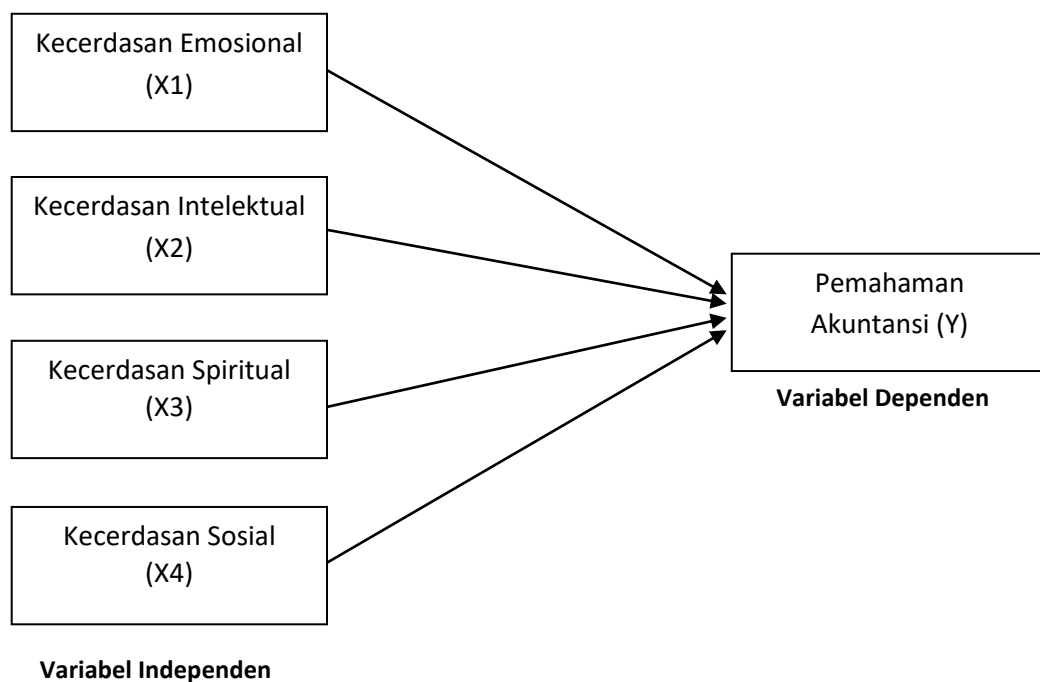 Kecerdasan Emosional
(X1)
Kecerdasan Intelektual
(X2)
Kecerdasan Spiritual
(X3)
Kecerdasan Sosial
(X4)
Variabel Independen
Pemahaman
Akuntansi (Y)
Variabel Dependen